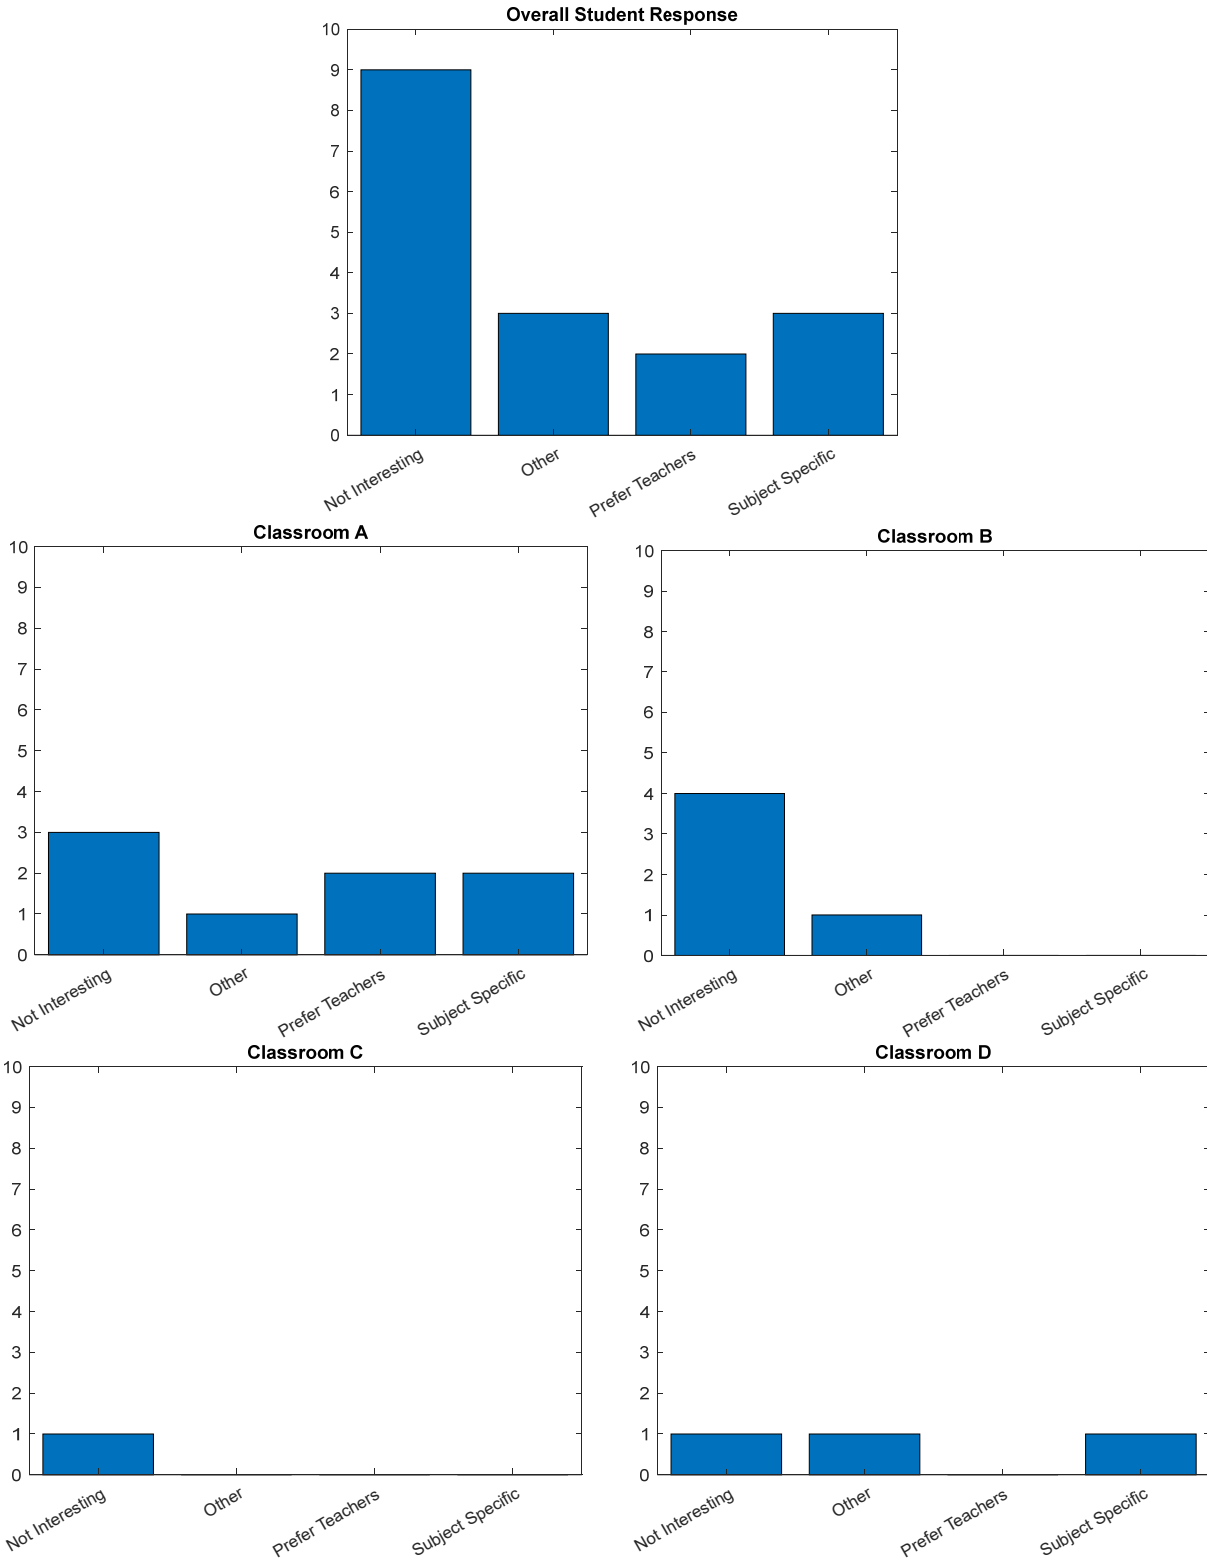 Overall Student Response
10
9
8
7
6
5
4
3
2
1
0
Not Interesting
Other
Prefer Teachers
Subject Specific
Classroom A
10
9
8
7
6
5
4
3
2
1
0
Not Interesting
Other
Prefer Teachers
Subject Specific
Classroom B
10
9
8
7
6
5
4
3
2
1
0
Not Interesting
Other
Prefer Teachers
Subject Specific
Classroom C
10
9
8
7
6
5
4
3
2
1
0
Not Interesting
Other
Prefer Teachers
Subject Specific
Classroom D
10
9
8
7
6
5
4
3
2
1
0
Not Interesting
Other
Prefer Teachers
Subject Specific